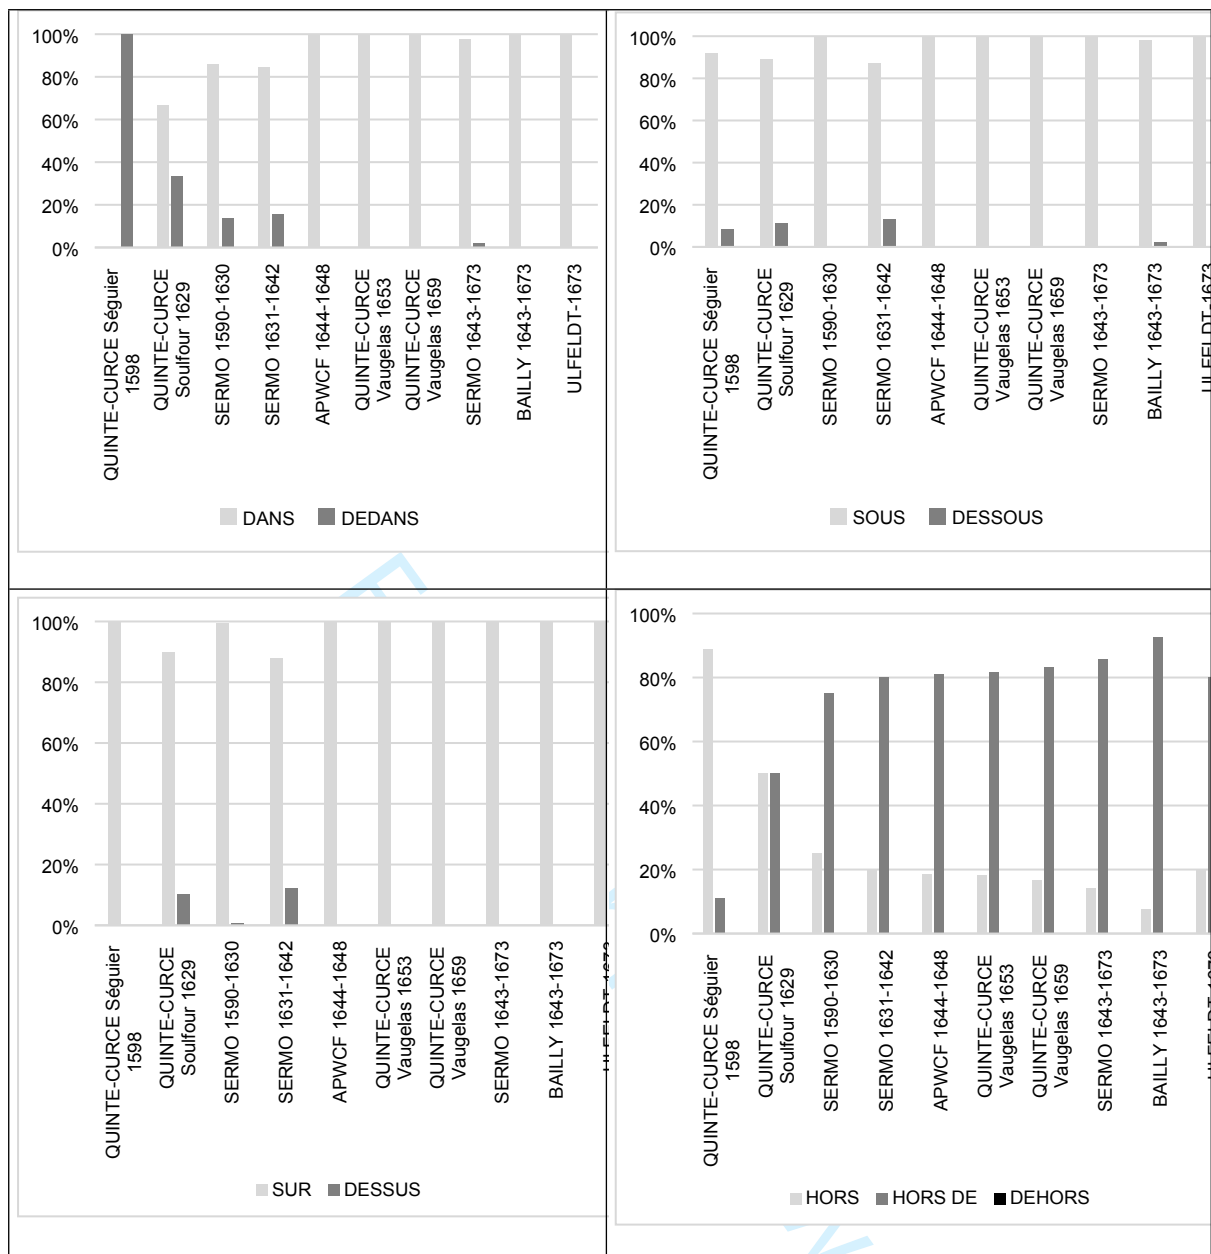 100%
80%
60%
40%
20%
0%
QUINTE-CURCE Séguier
1598
QUINTE-CURCE
Soulfour 1629
SERMO 1590-1630
SERMO 1631-1642
APWCF 1644-1648
QUINTE-CURCE
Vaugelas 1653
QUINTE-CURCE
Vaugelas 1659
SERMO 1643-1673
BAILLY 1643-1673
ULFELDT-1673
DANS DEDANS
100%
80%
60%
40%
20%
0%
QUINTE-CURCE Séguier
1598
QUINTE-CURCE
Soulfour 1629
SERMO 1590-1630
SERMO 1631-1642
APWCF 1644-1648
QUINTE-CURCE
Vaugelas 1653
QUINTE-CURCE
Vaugelas 1659
SERMO 1643-1673
BAILLY 1643-1673
ULFELDT-1673
SOUS DESSOUS
100%
80%
60%
40%
20%
0%
QUINTE-CURCE Séguier
1598
QUINTE-CURCE
Soulfour 1629
SERMO 1590-1630
SERMO 1631-1642
APWCF 1644-1648
QUINTE-CURCE
Vaugelas 1653
QUINTE-CURCE
Vaugelas 1659
SERMO 1643-1673
BAILLY 1643-1673
SUR DESSUS
100%
80%
60%
40%
20%
0%
QUINTE-CURCE Séguier
1598
QUINTE-CURCE
Soulfour 1629
SERMO 1590-1630
SERMO 1631-1642
APWCF 1644-1648
QUINTE-CURCE
Vaugelas 1653
QUINTE-CURCE
Vaugelas 1659
SERMO 1643-1673
BAILLY 1643-1673
HORS HORS DE DEHORS